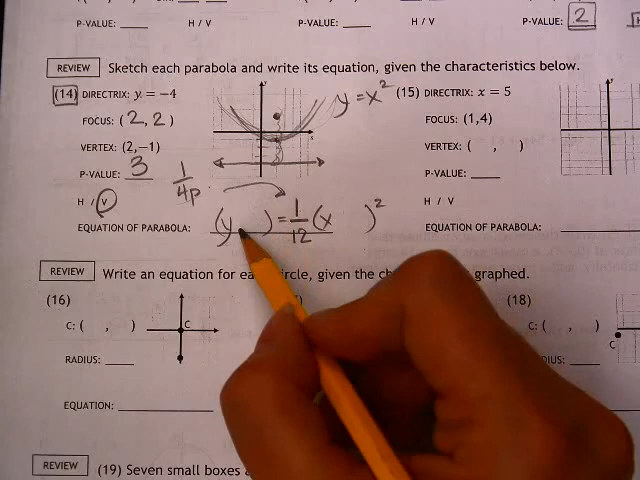 P-VALUE: H / V P-VALUE: H / V P-VALUE: 2
REVIEW Sketch each parabola and write its equation, given the characteristics below.
(14) DIRECTRIX: y = -4 y = x² (15) DIRECTRIX: x = 5
FOCUS: (2, 2) FOCUS: (1,4)
VERTEX: (2,-1) VERTEX: ( , )
P-VALUE: 3 1/4p P-VALUE:
H / V H / V
EQUATION OF PARABOLA: (y ) = 1/12 (x )² EQUATION OF PARABOLA:
REVIEW Write an equation for ea circle, given the ch graphed.
(16) (18)
C: ( , ) C C: ( , )
C
RADIUS: DIUS:
EQUATION:
REVIEW (19) Seven small boxes